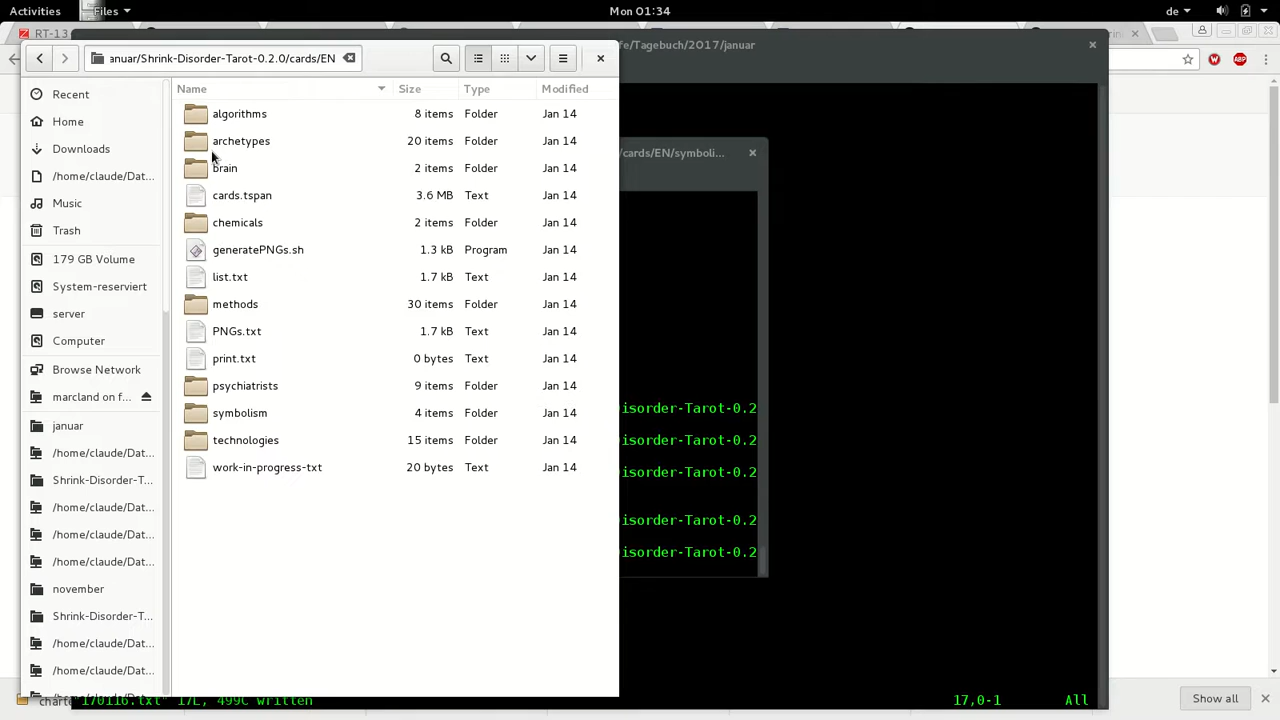 Activities
Files
Mon 01:34
de
RT-13
fe/Tagebuch/2017/januar
anuar/Shrink-Disorder-Tarot-0.2.0/cards/EN
Name Size Type Modified
Recent
Home
Downloads
/home/claude/Dat...
Music
Trash
179 GB Volume
System-reserviert
server
Computer
Browse Network
marcland on f...
januar
/home/claude/Dat...
Shrink-Disorder-T...
/home/claude/Dat...
/home/claude/Dat...
/home/claude/Dat...
november
Shrink-Disorder-T...
/home/claude/Dat...
/home/claude/Dat...
algorithms 8 items Folder Jan 14
archetypes 20 items Folder Jan 14
brain 2 items Folder Jan 14
cards.tspan 3.6 MB Text Jan 14
chemicals 2 items Folder Jan 14
generatePNGs.sh 1.3 kB Program Jan 14
list.txt 1.7 kB Text Jan 14
methods 30 items Folder Jan 14
PNGs.txt 1.7 kB Text Jan 14
print.txt 0 bytes Text Jan 14
psychiatrists 9 items Folder Jan 14
symbolism 4 items Folder Jan 14
technologies 15 items Folder Jan 14
work-in-progress-txt 20 bytes Text Jan 14
/cards/EN/symboli...
isorder-Tarot-0.2
isorder-Tarot-0.2
isorder-Tarot-0.2
isorder-Tarot-0.2
isorder-Tarot-0.2
W ABP
charte
170116.txt" 17L, 499C written 17,0-1 All
Show all